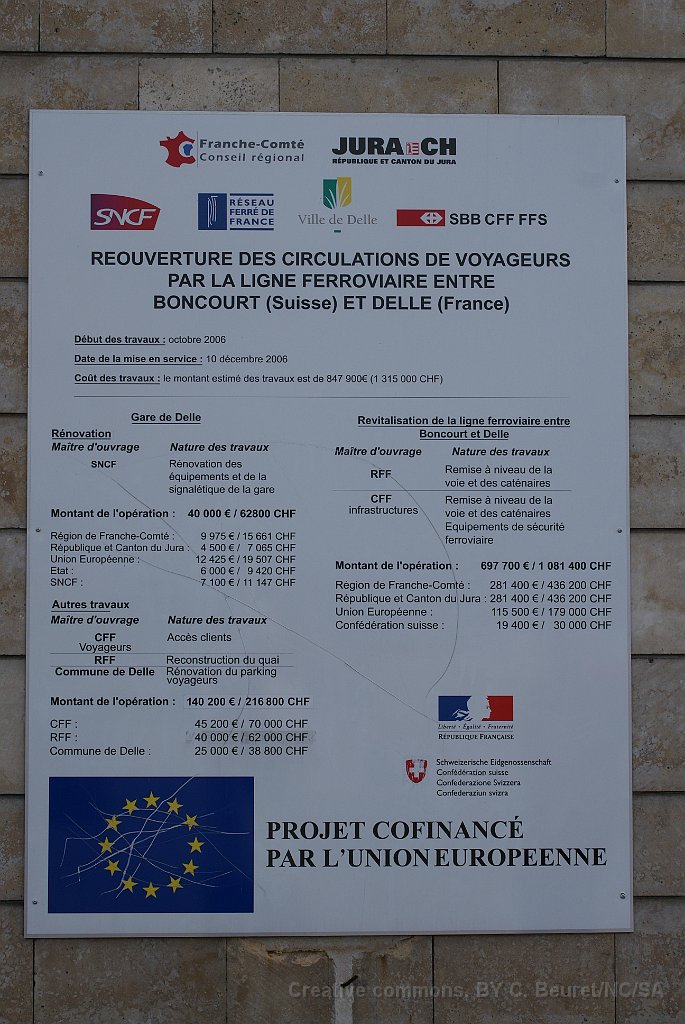 Franche-Comté
Conseil régional
JURA CH
RÉPUBLIQUE ET CANTON DU JURA
SNCF
RÉSEAU
FERRÉ DE
FRANCE
Ville de Delle
SBB CFF FFS
REOUVERTURE DES CIRCULATIONS DE VOYAGEURS
PAR LA LIGNE FERROVIAIRE ENTRE
BONCOURT (Suisse) ET DELLE (France)
Début des travaux : octobre 2006
Date de la mise en service : 10 décembre 2006
Coût des travaux : le montant estimé des travaux est de 847 900€ (1 315 000 CHF)
Gare de Delle
Rénovation
Maître d'ouvrage Nature des travaux
SNCF Rénovation des
équipements et de la
signalétique de la gare
Montant de l'opération : 40 000 € / 62800 CHF
Région de Franche-Comté : 9 975 € / 15 661 CHF
République et Canton du Jura : 4 500 € / 7 065 CHF
Union Européenne : 12 425 € / 19 507 CHF
Etat : 6 000 € / 9 420 CHF
SNCF : 7 100 € / 11 147 CHF
Autres travaux
Maître d'ouvrage Nature des travaux
CFF Accès clients
Voyageurs
RFF Reconstruction du quai
Commune de Delle Rénovation du parking
voyageurs
Montant de l'opération : 140 200 € / 216 800 CHF
CFF : 45 200 € / 70 000 CHF
RFF : 40 000 € / 62 000 CHF
Commune de Delle : 25 000 € / 38 800 CHF
Revitalisation de la ligne ferroviaire entre
Boncourt et Delle
Maître d'ouvrage Nature des travaux
RFF Remise à niveau de la
voie et des caténaires
CFF Remise à niveau de la
infrastructures voie et des caténaires
Equipements de sécurité
ferroviaire
Montant de l'opération : 697 700 € / 1 081 400 CHF
Région de Franche-Comté : 281 400 € / 436 200 CHF
République et Canton du Jura : 281 400 € / 436 200 CHF
Union Européenne : 115 500 € / 179 000 CHF
Confédération suisse : 19 400 € / 30 000 CHF
Liberté • Égalité • Fraternité
RÉPUBLIQUE FRANÇAISE
Schweizerische Eidgenossenschaft
Confédération suisse
Confederazione Svizzera
Confederaziun svizra
PROJET COFINANCÉ
PAR L'UNION EUROPEENNE
Creative commons, BY C. Beuret/NC/SA